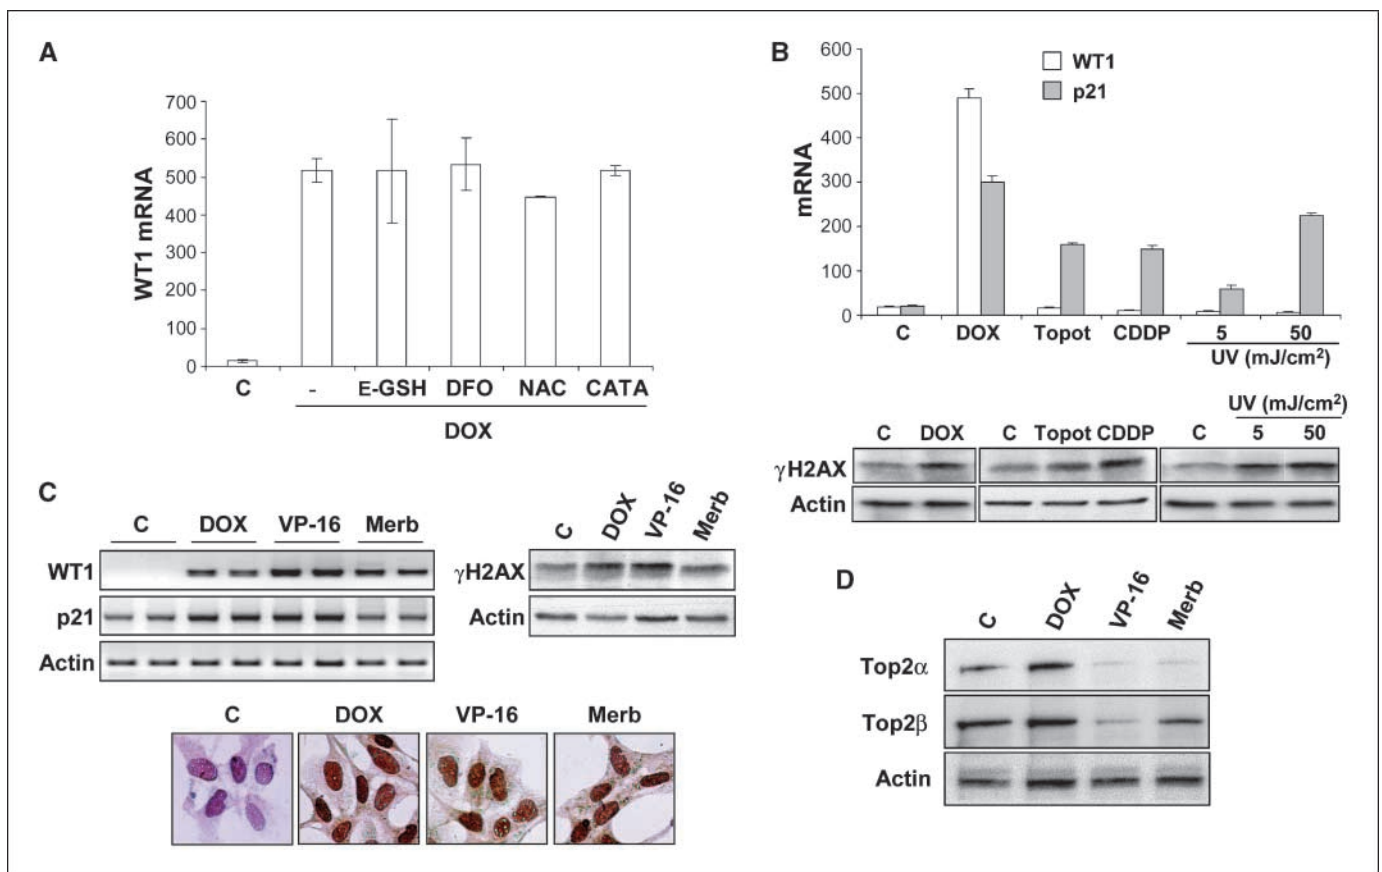 A
WT1 mRNA
700
600
500
400
300
200
100
0
C - E-GSH DFO NAC CATA
DOX
B
mRNA
600
500
400
300
200
100
0
WT1
p21
C DOX Topot CDDP 5 50
UV (mJ/cm²)
UV (mJ/cm²)
C DOX C Topot CDDP C 5 50
γH2AX
Actin
C
C DOX VP-16 Merb
WT1
p21
Actin
C DOX VP-16 Merb
γH2AX
Actin
C DOX VP-16 Merb
D
C DOX VP-16 Merb
Top2α
Top2β
Actin